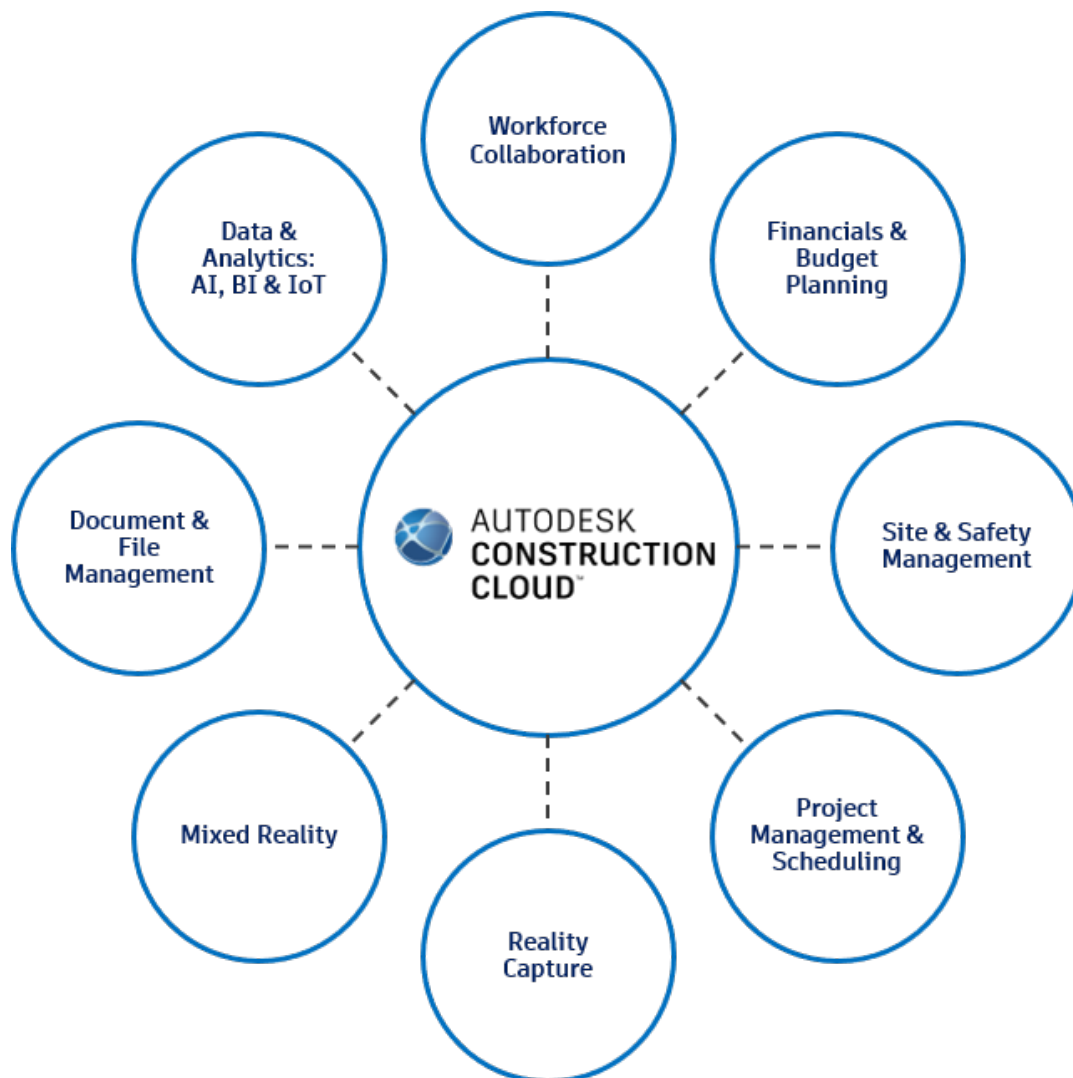 Workforce
Collaboration
Data &
Analytics:
AI, BI & IoT
Financials &
Budget
Planning
Document &
File
Management
AUTODESK
CONSTRUCTION
CLOUD™
Site & Safety
Management
Mixed Reality
Project
Management &
Scheduling
Reality
Capture